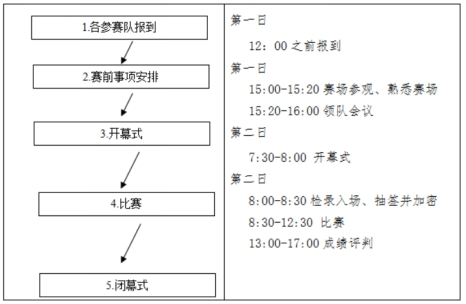 1.各参赛队报到
2.赛前事项安排
3.开幕式
4.比赛
5.闭幕式
第一日
12：00之前报到
第一日
15:00-15:20 赛场参观、熟悉赛场
15:20-16:00 领队会议
第二日
7:30-8:00 开幕式
第二日
8:00-8:30 检录入场、抽签并加密
8:30-12:30 比赛
13:00-17:00 成绩评判